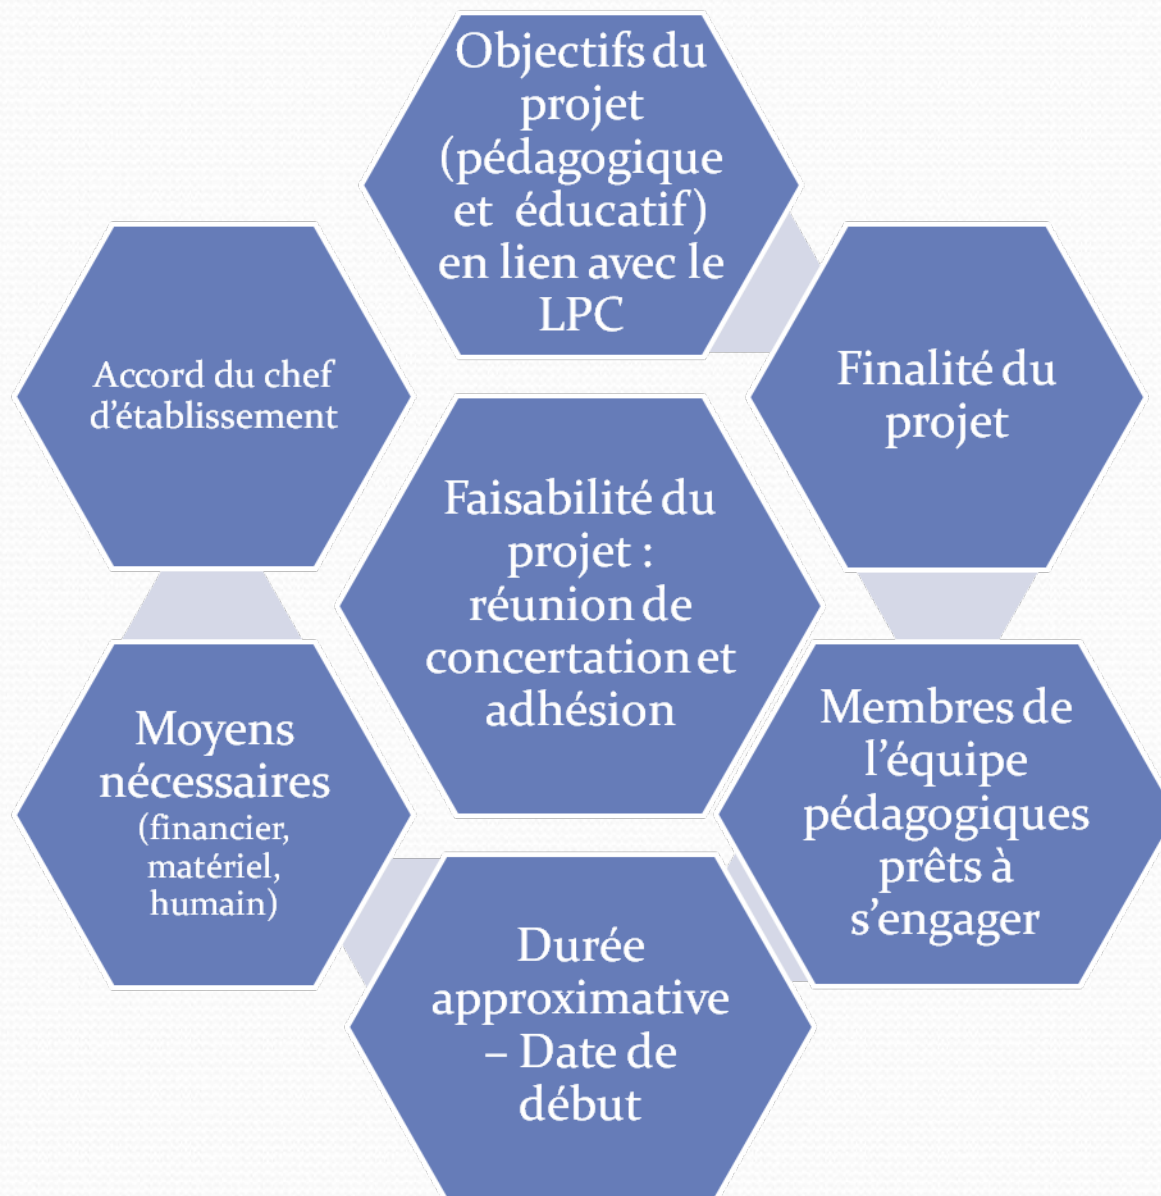 Objectifs du
projet
(pédagogique
et éducatif)
en lien avec le
LPC
Finalité du
projet
Accord du chef
d'établissement
Faisabilité du
projet :
réunion de
concertation et
adhésion
Membres de
l'équipe
pédagogiques
prêts à
s'engager
Moyens
nécessaires
(financier,
matériel,
humain)
Durée
approximative
– Date de
début